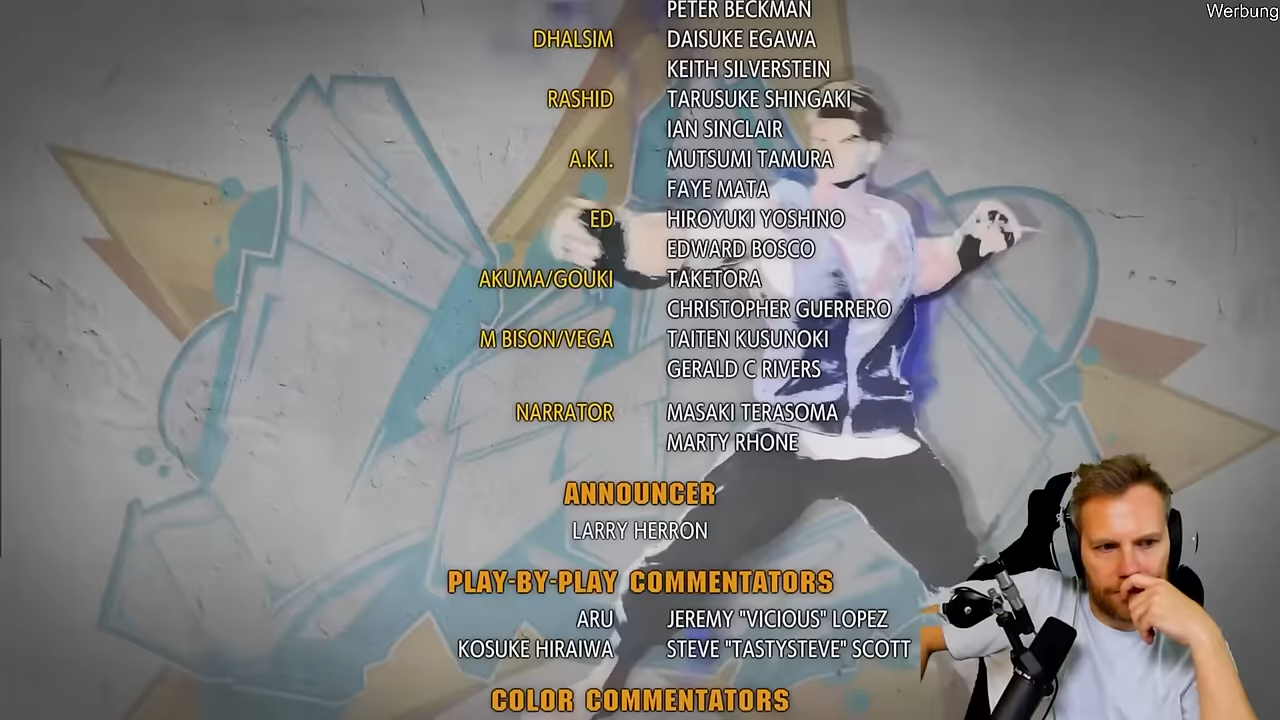 Werbung
PETER BECKMAN
DHALSIM DAISUKE EGAWA
KEITH SILVERSTEIN
RASHID TARUSUKE SHINGAKI
IAN SINCLAIR
A.K.I. MUTSUMI TAMURA
FAYE MATA
ED HIROYUKI YOSHINO
EDWARD BOSCO
AKUMA/GOUKI TAKETORA
CHRISTOPHER GUERRERO
M BISON/VEGA TAITEN KUSUNOKI
GERALD C RIVERS
NARRATOR MASAKI TERASOMA
MARTY RHONE
ANNOUNCER
LARRY HERRON
PLAY-BY-PLAY COMMENTATORS
ARU JEREMY "VICIOUS" LOPEZ
KOSUKE HIRAIWA STEVE "TASTYSTEVE" SCOTT
COLOR COMMENTATORS